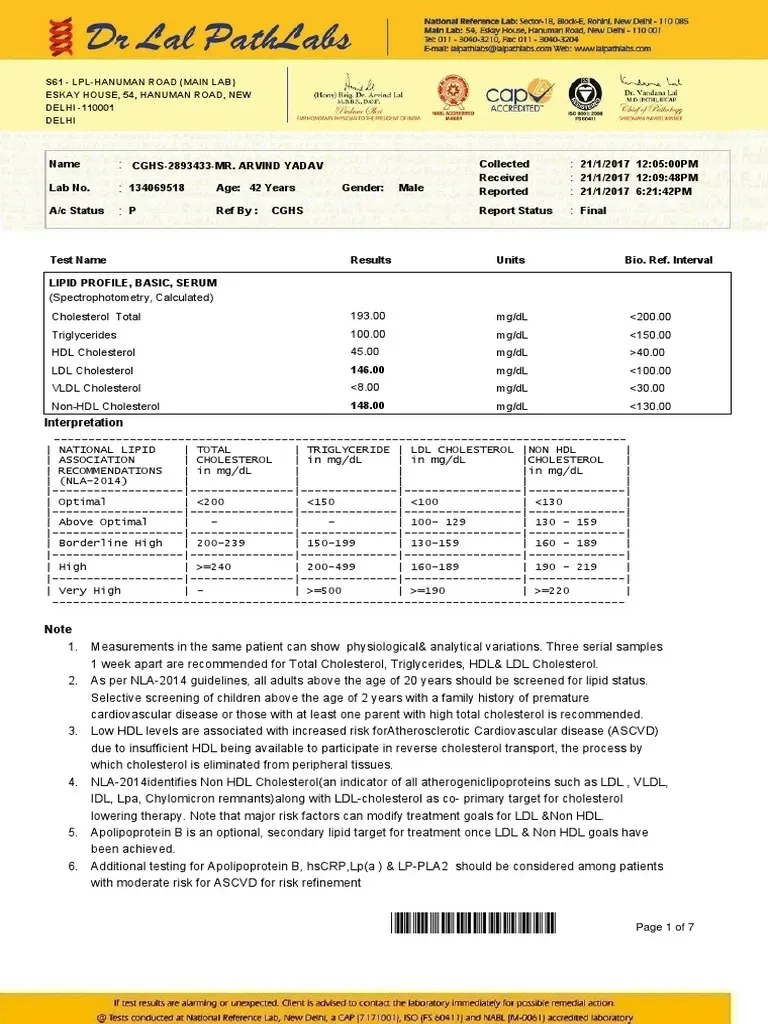 Dr Lal PathLabs
National Reference Lab: Sector-18, Block-E, Rohini, New Delhi - 110 085
Main Lab: 54, Eskay House, Hanuman Road, New Delhi - 110 001
Tel: 011 - 3040-3210, Fax: 011 - 3040-3204
E-mail: lalpathlabs@lalpathlabs.com Web: www.lalpathlabs.com
S61 - LPL-HANUMAN ROAD (MAIN LAB)
ESKAY HOUSE, 54, HANUMAN ROAD, NEW
DELHI -110001
DELHI
(Hony) Brig. Dr. Arvind Lal
M.B.B.S., D.C.P.
Padma Shri
NABL ACCREDITED
M-0061
cap
ACCREDITED
ISO 9001:2008
FS 60411
Dr. Vandana Lal
Chief of Pathology
Name : CGHS-2893433-MR. ARVIND YADAV Collected : 21/1/2017 12:05:00PM
Received : 21/1/2017 12:09:48PM
Lab No. : 134069518 Age: 42 Years Gender: Male Reported : 21/1/2017 6:21:42PM
A/c Status : P Ref By : CGHS Report Status : Final
Test Name Results Units Bio. Ref. Interval
LIPID PROFILE, BASIC, SERUM
(Spectrophotometry, Calculated)
Cholesterol Total 193.00 mg/dL <200.00
Triglycerides 100.00 mg/dL <150.00
HDL Cholesterol 45.00 mg/dL >40.00
LDL Cholesterol 146.00 mg/dL <100.00
VLDL Cholesterol <8.00 mg/dL <30.00
Non-HDL Cholesterol 148.00 mg/dL <130.00
Interpretation
| NATIONAL LIPID | TOTAL | TRIGLYCERIDE | LDL CHOLESTEROL |NON HDL |
| ASSOCIATION | CHOLESTEROL | in mg/dL | in mg/dL |CHOLESTEROL |
| RECOMMENDATIONS | in mg/dL | | |in mg/dL |
| (NLA-2014) | | | | |
| Optimal | <200 | <150 | <100 | <130 |
| Above Optimal | - | - | 100- 129 | 130 - 159 |
| Borderline High | 200-239 | 150-199 | 130-159 | 160 - 189 |
| High | >=240 | 200-499 | 160-189 | 190 - 219 |
| Very High | - | >=500 | >=190 | >=220 |
Note
1. Measurements in the same patient can show physiological& analytical variations. Three serial samples
1 week apart are recommended for Total Cholesterol, Triglycerides, HDL& LDL Cholesterol.
2. As per NLA-2014 guidelines, all adults above the age of 20 years should be screened for lipid status.
Selective screening of children above the age of 2 years with a family history of premature
cardiovascular disease or those with at least one parent with high total cholesterol is recommended.
3. Low HDL levels are associated with increased risk forAtherosclerotic Cardiovascular disease (ASCVD)
due to insufficient HDL being available to participate in reverse cholesterol transport, the process by
which cholesterol is eliminated from peripheral tissues.
4. NLA-2014identifies Non HDL Cholesterol(an indicator of all atherogeniclipoproteins such as LDL , VLDL,
IDL, Lpa, Chylomicron remnants)along with LDL-cholesterol as co- primary target for cholesterol
lowering therapy. Note that major risk factors can modify treatment goals for LDL &Non HDL.
5. Apolipoprotein B is an optional, secondary lipid target for treatment once LDL & Non HDL goals have
been achieved.
6. Additional testing for Apolipoprotein B, hsCRP,Lp(a ) & LP-PLA2 should be considered among patients
with moderate risk for ASCVD for risk refinement
Page 1 of 7
If test results are alarming or unexpected. Client is advised to contact the laboratory immediately for possible remedial action.
@ Tests conducted at National Reference Lab, New Delhi, a CAP (7171001), ISO (FS 60411) and NABL (M-0061) accredited laboratory